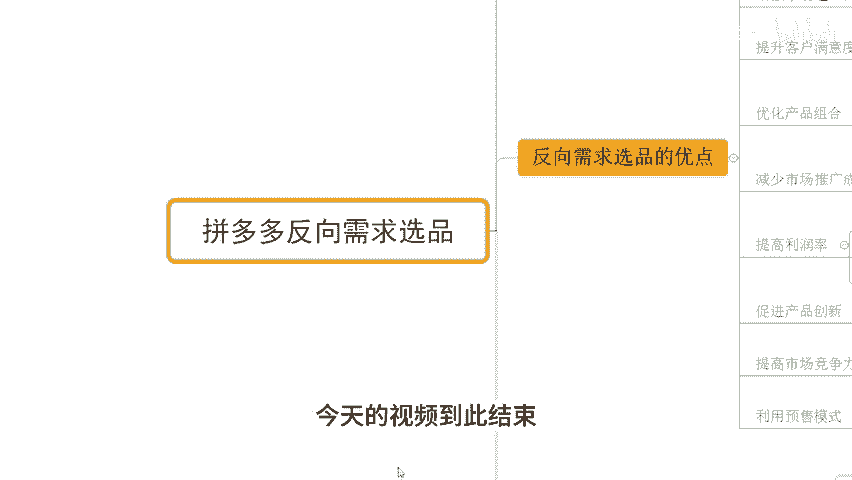 提升客户满意度
优化产品组合
反向需求选品的优点
减少市场推广
拼多多反向需求选品
提高利润率
促进产品创新
提高市场竞争力
今天的视频到此结束
利用预售模式